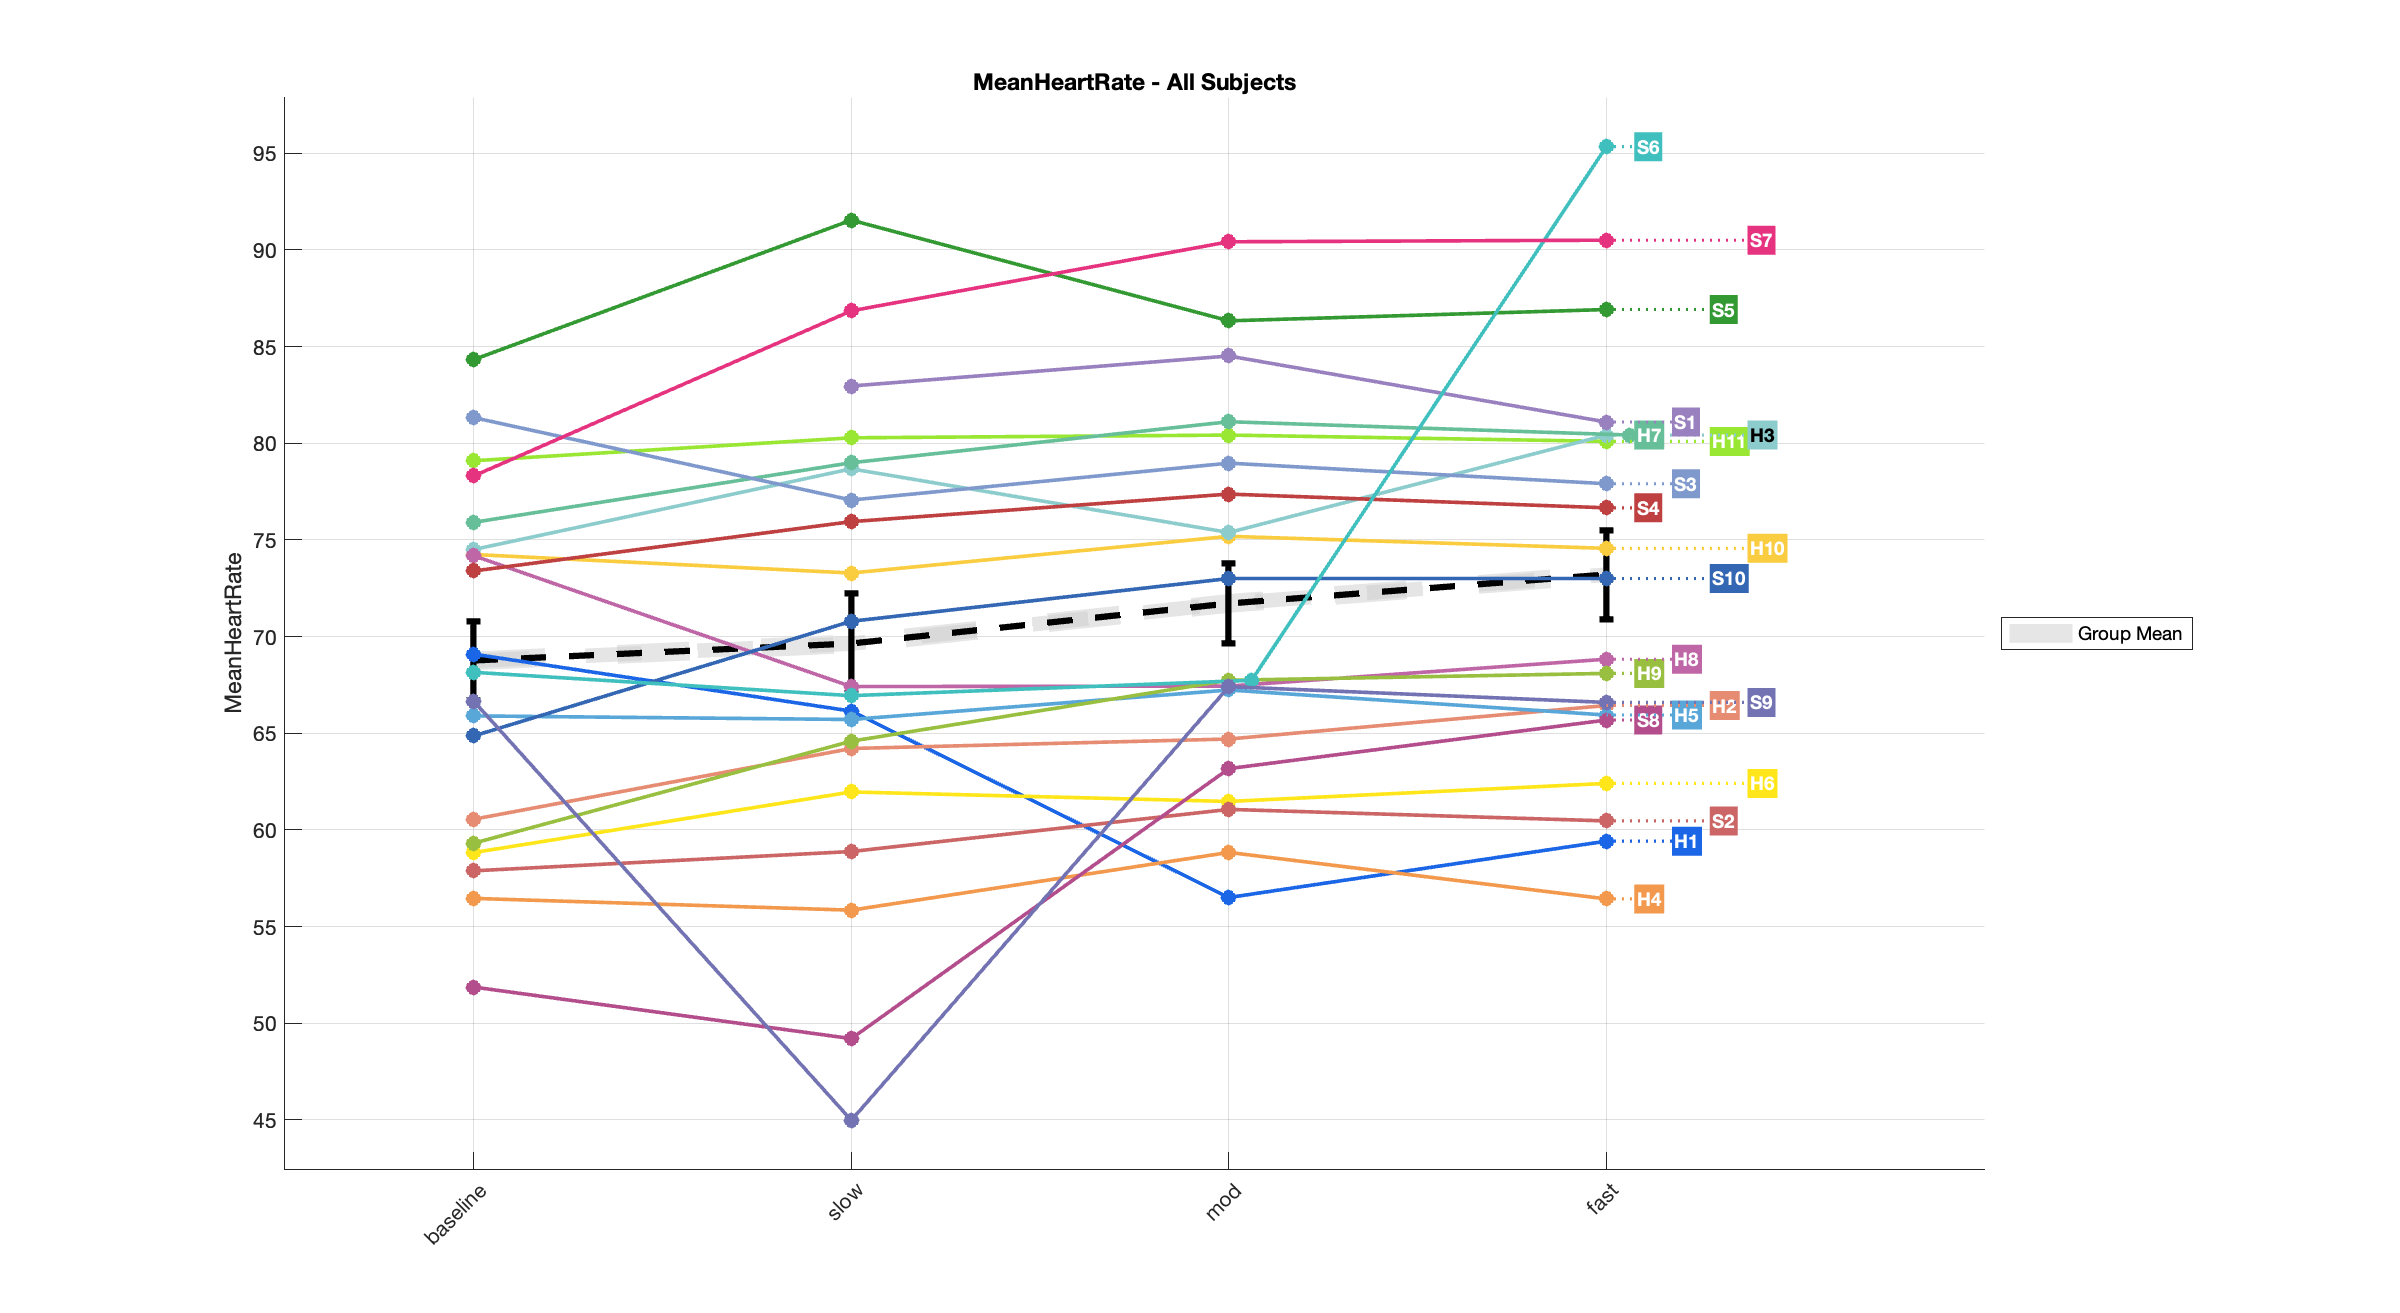 MeanHeartRate - All Subjects
MeanHeartRate
95
90
85
80
75
70
65
60
55
50
45
baseline
slow
mod
fast
S6
S7
S5
S1
H7
H11
H3
S3
S4
H10
S10
H8
H9
S9
H2
H5
S8
H6
S2
H1
H4
Group Mean